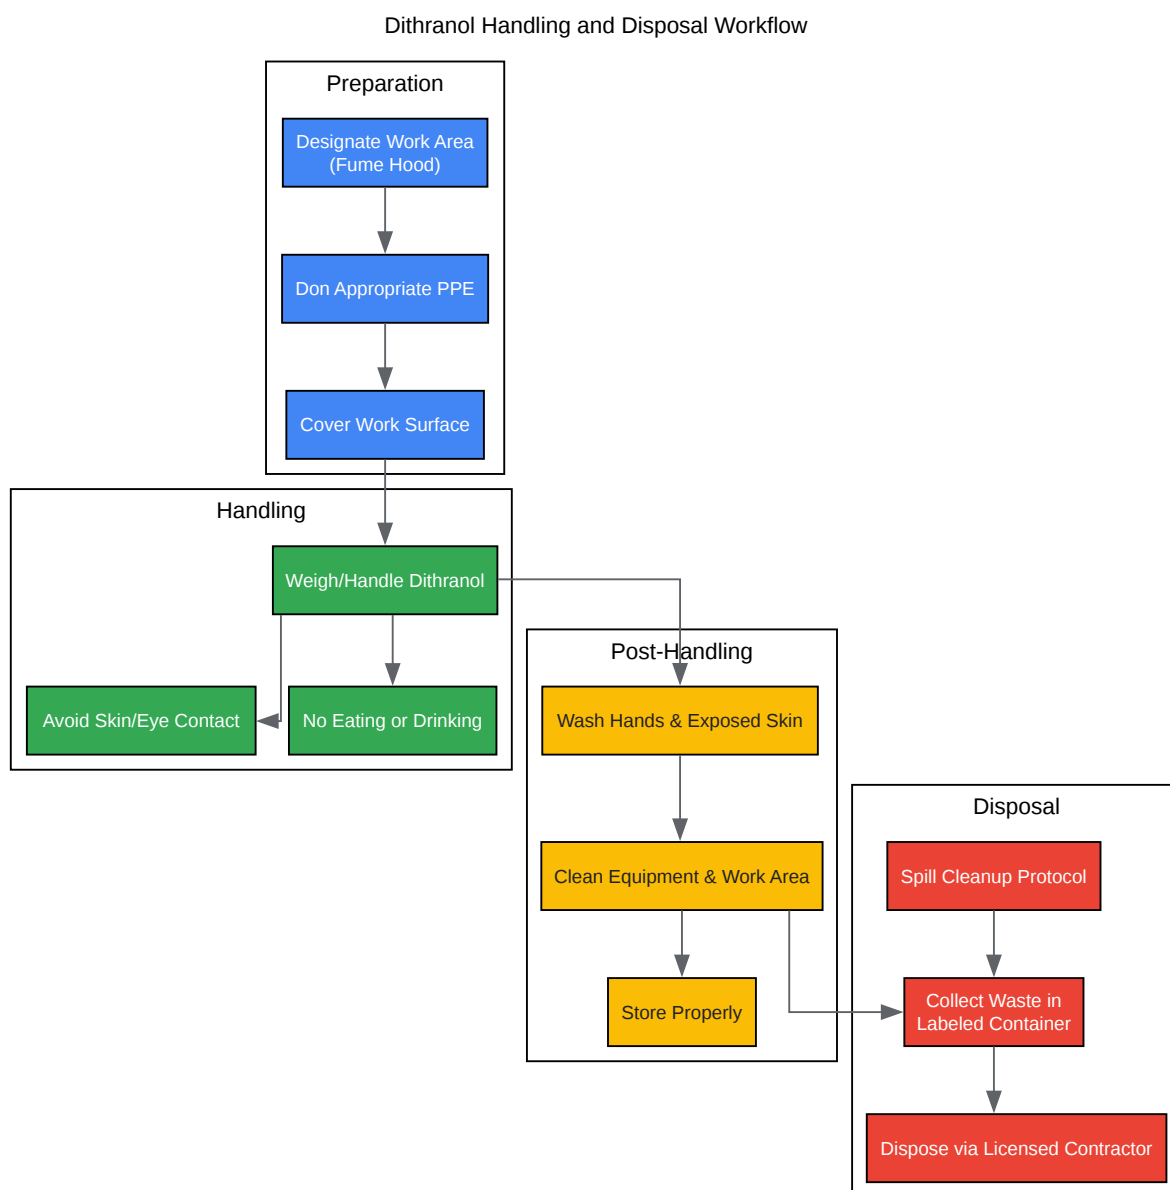 Dithranol Handling and Disposal Workflow
Preparation
Designate Work Area
(Fume Hood)
Don Appropriate PPE
Cover Work Surface
Handling
Weigh/Handle Dithranol
Avoid Skin/Eye Contact
No Eating or Drinking
Post-Handling
Wash Hands & Exposed Skin
Clean Equipment & Work Area
Store Properly
Disposal
Spill Cleanup Protocol
Collect Waste in
Labeled Container
Dispose via Licensed Contractor